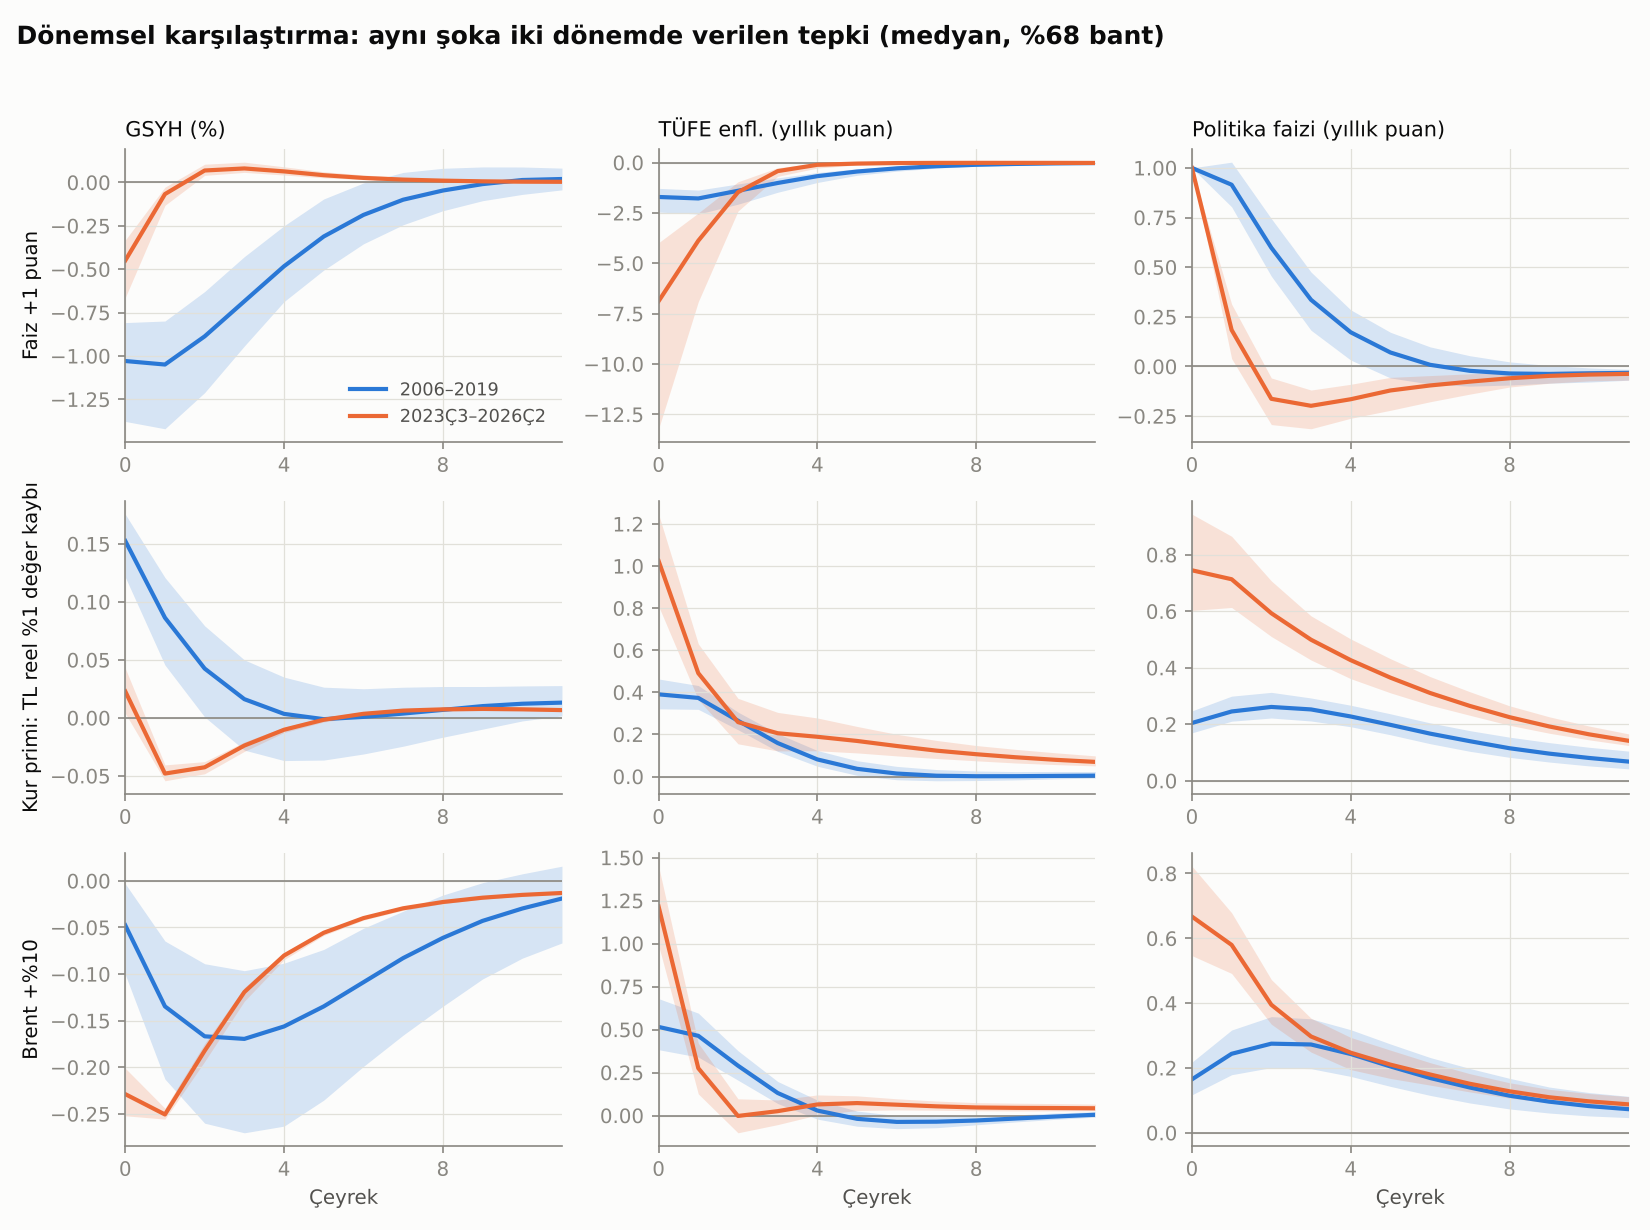 Dönemsel karşılaştırma: aynı şoka iki dönemde verilen tepki (medyan, %68 bant)
GSYH (%)
TÜFE enfl. (yıllık puan)
Politika faizi (yıllık puan)
Faiz +1 puan
0.00
−0.25
−0.50
−0.75
−1.00
−1.25
2006–2019
2023Ç3–2026Ç2
0 4 8
0.0
−2.5
−5.0
−7.5
−10.0
−12.5
0 4 8
1.00
0.75
0.50
0.25
0.00
−0.25
0 4 8
Kur primi: TL reel %1 değer kaybı
0.15
0.10
0.05
0.00
−0.05
0 4 8
1.2
1.0
0.8
0.6
0.4
0.2
0.0
0 4 8
0.8
0.6
0.4
0.2
0.0
0 4 8
Brent +%10
0.00
−0.05
−0.10
−0.15
−0.20
−0.25
0 4 8
Çeyrek
1.50
1.25
1.00
0.75
0.50
0.25
0.00
0 4 8
Çeyrek
0.8
0.6
0.4
0.2
0.0
0 4 8
Çeyrek